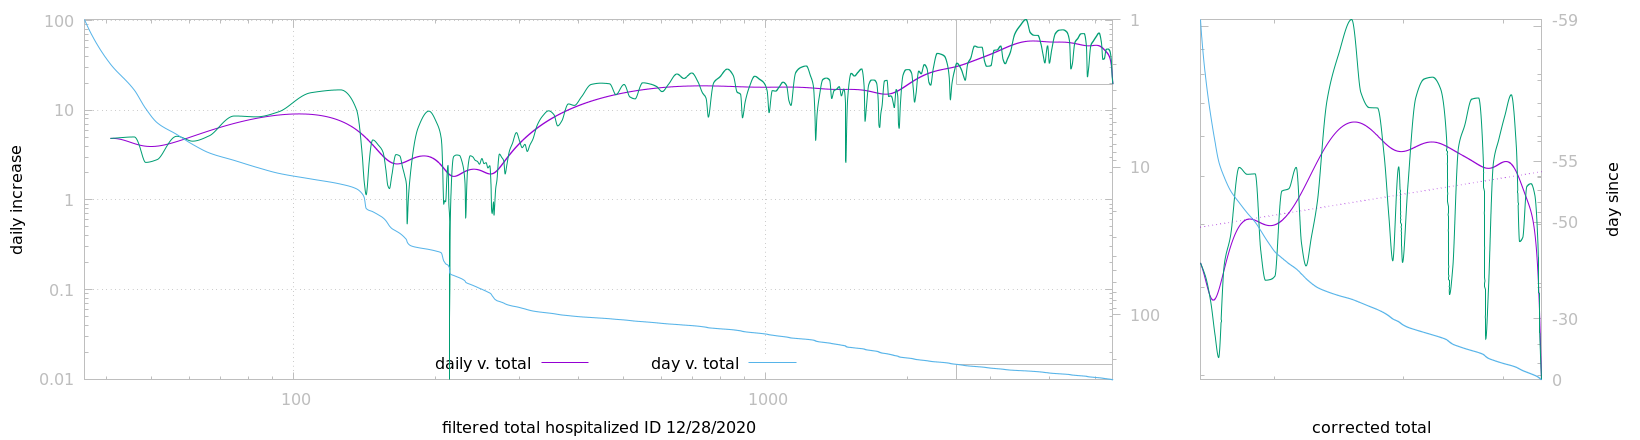 100
10
1
0.1
0.01
daily increase
100
1000
daily v. total
day v. total
1
10
100
filtered total hospitalized ID 12/28/2020
-59
-55
-50
-30
0
day since
corrected total